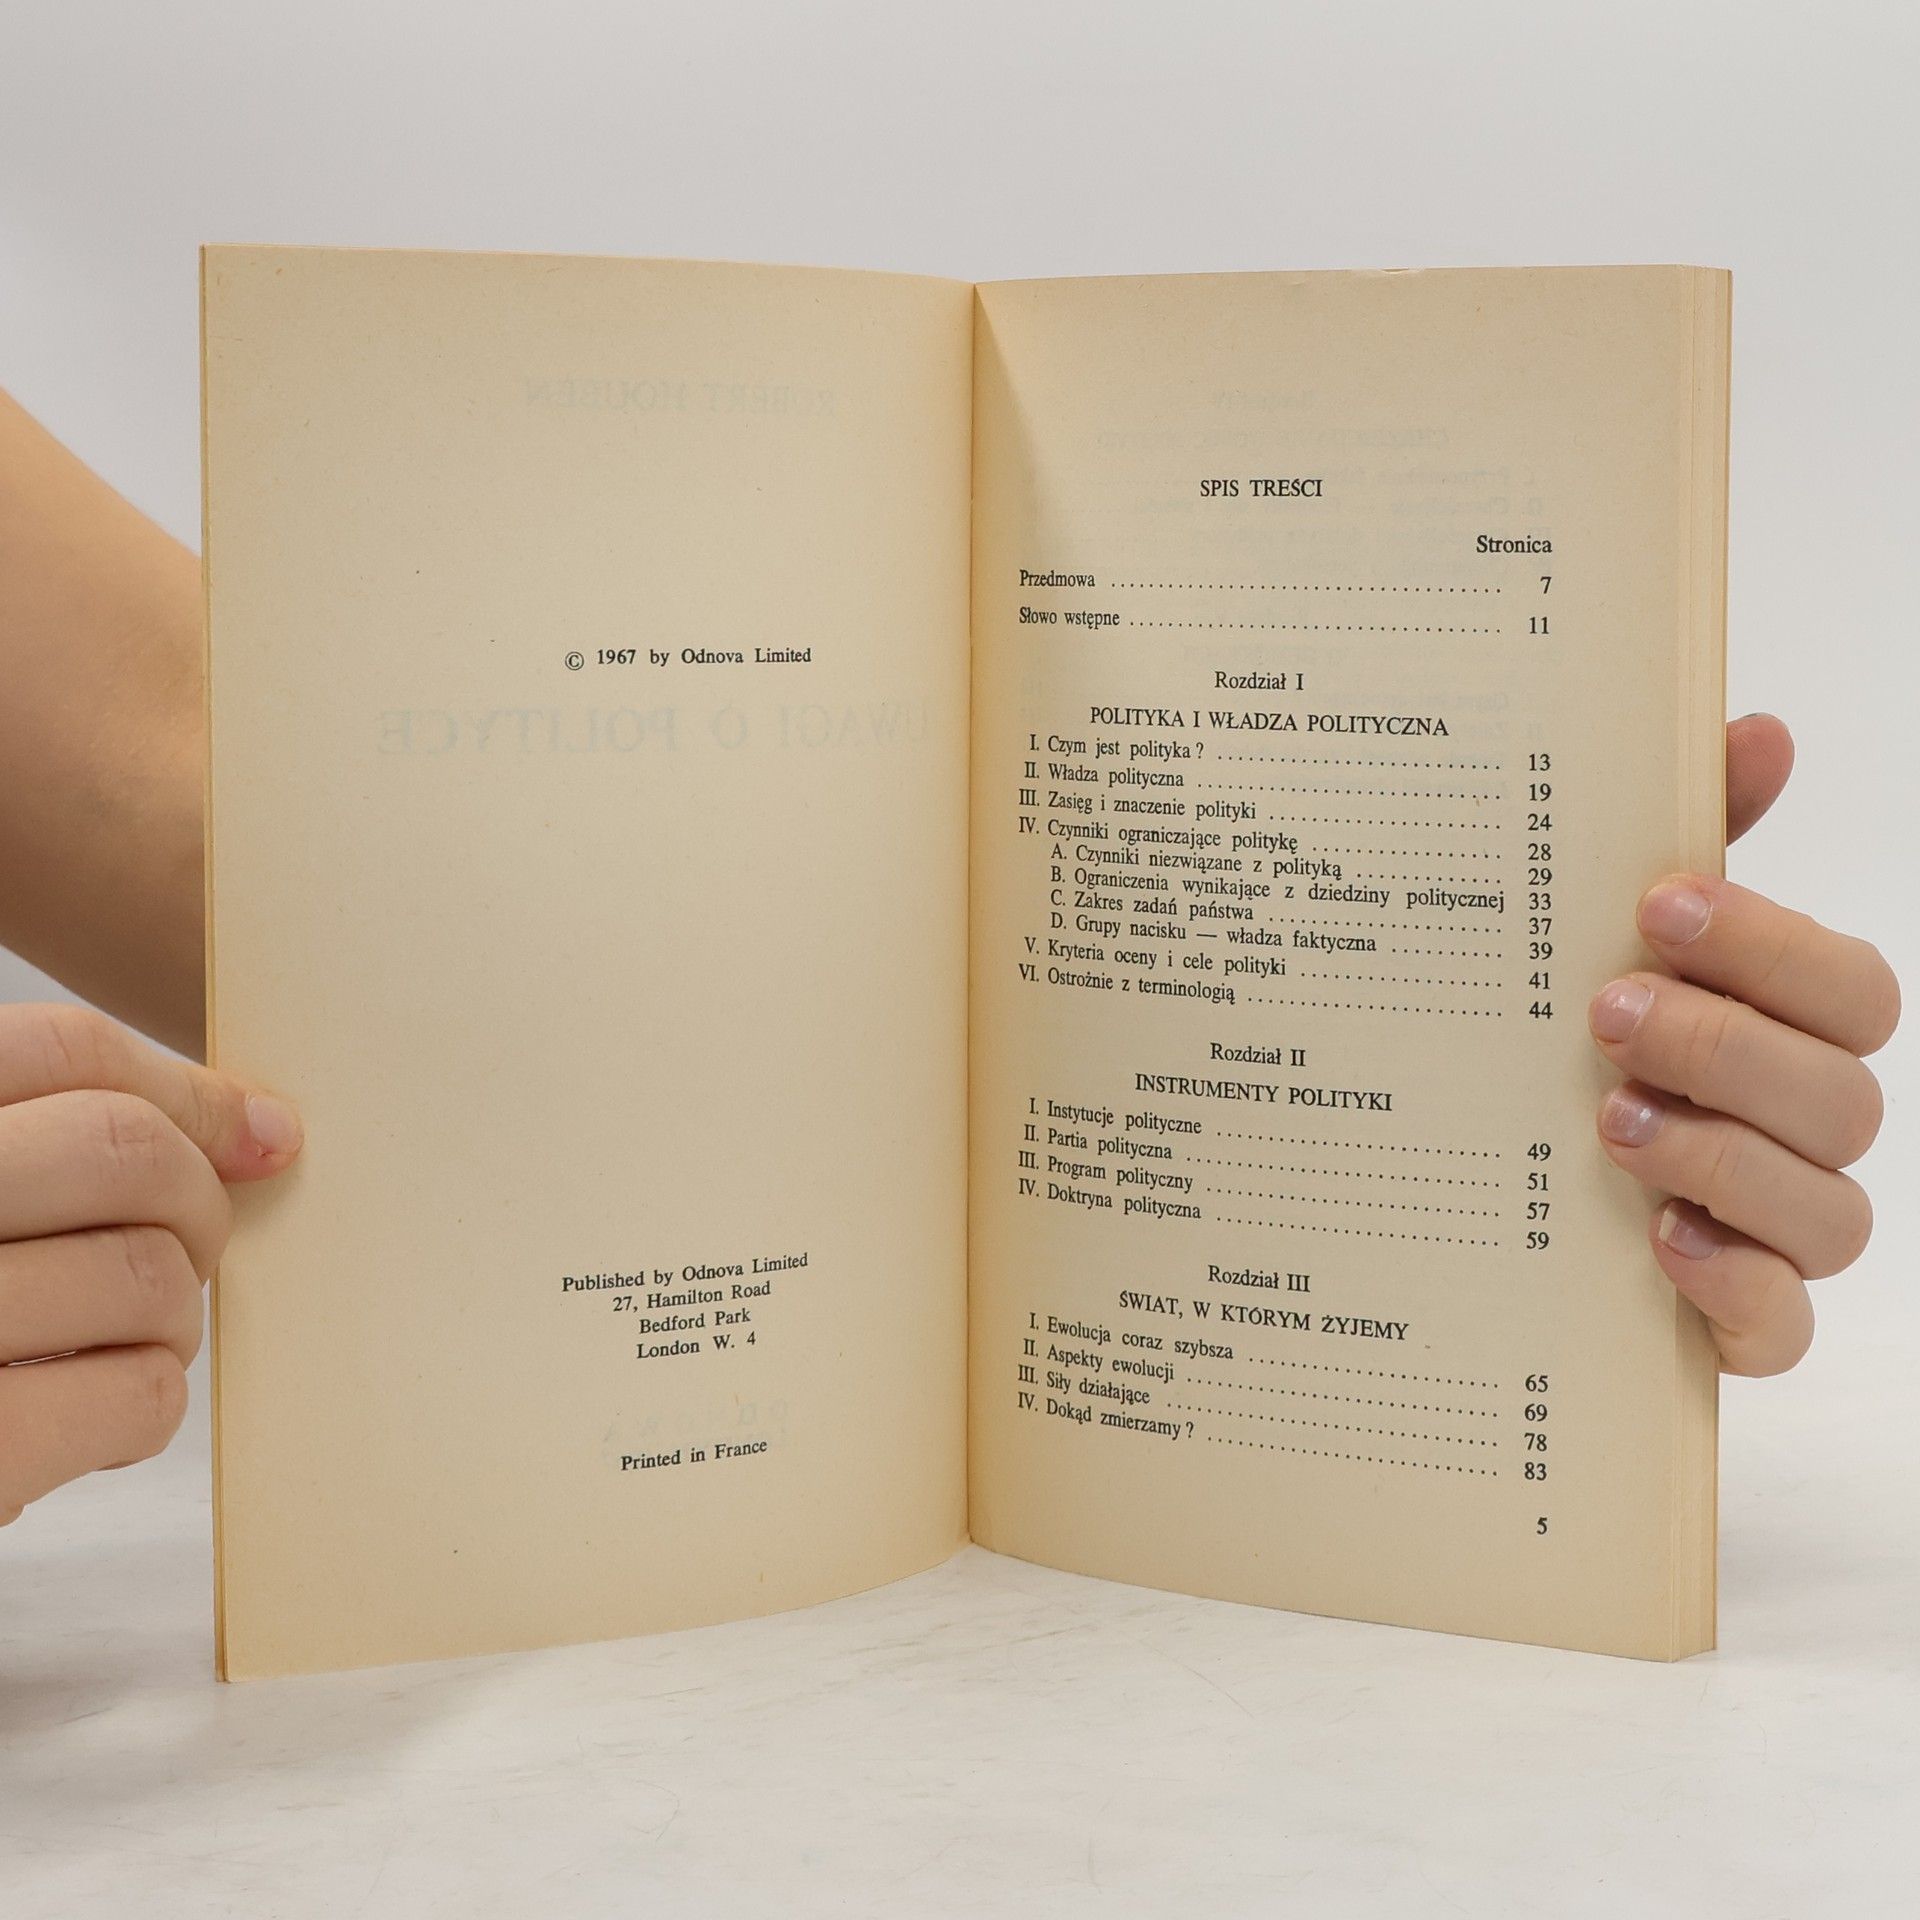 ROBERT HOUBEN
© 1967 by Odnova Limited
UWAGI O POLITYCE
Published by Odnova Limited
27, Hamilton Road
Bedford Park
London W. 4
Printed in France
SPIS TREŚCI
Stronica
Przedmowa ........................................ 7
Słowo wstępne ........................................ 11
Rozdział I
POLITYKA I WŁADZA POLITYCZNA
I. Czym jest polityka? ........................................ 13
II. Władza polityczna ........................................ 19
III. Zasięg i znaczenie polityki ........................................ 24
IV. Czynniki ograniczające politykę ........................................ 28
A. Czynniki niezwiązane z polityką ........................................ 29
B. Ograniczenia wynikające z dziedziny politycznej 33
C. Zakres zadań państwa ........................................ 37
D. Grupy nacisku — władza faktyczna .......... 39
V. Kryteria oceny i cele polityki ........................................ 41
VI. Ostrożnie z terminologią ........................................ 44
Rozdział II
INSTRUMENTY POLITYKI
I. Instytucje polityczne ........................................ 49
II. Partia polityczna ........................................ 51
III. Program polityczny ........................................ 57
IV. Doktryna polityczna ........................................ 59
Rozdział III
ŚWIAT, W KTÓRYM ŻYJEMY
I. Ewolucja coraz szybsza ........................................ 65
II. Aspekty ewolucji ........................................ 69
III. Siły działające ........................................ 78
IV. Dokąd zmierzamy? ........................................ 83
5